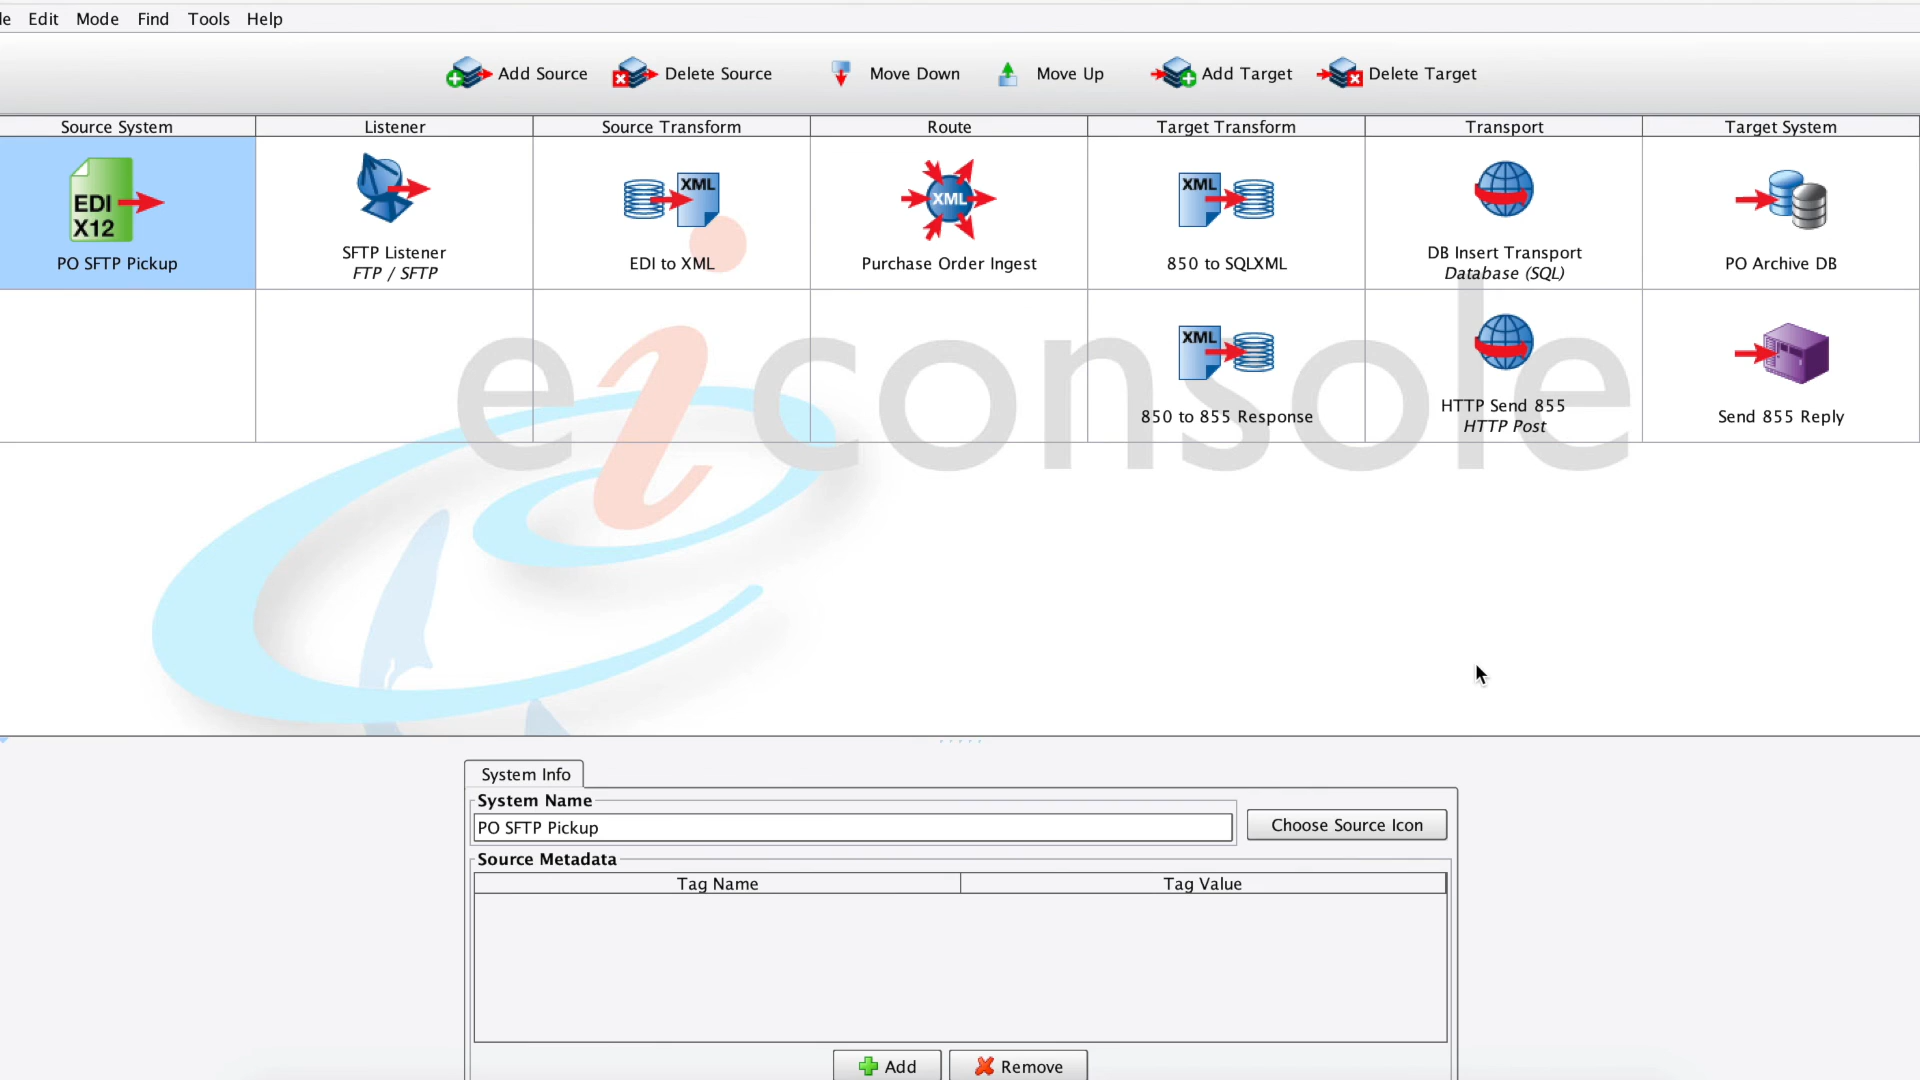 le Edit Mode Find Tools Help
Add Source Delete Source Move Down Move Up Add Target Delete Target
Source System Listener Source Transform Route Target Transform Transport Target System
EDI X12
PO SFTP Pickup
SFTP Listener
FTP / SFTP
XML
EDI to XML
XML
Purchase Order Ingest
XML
850 to SQLXML
DB Insert Transport
Database (SQL)
PO Archive DB
XML
850 to 855 Response
HTTP Send 855
HTTP Post
Send 855 Reply
eiconsole
System Info
System Name
PO SFTP Pickup
Choose Source Icon
Source Metadata
Tag Name Tag Value
Add Remove